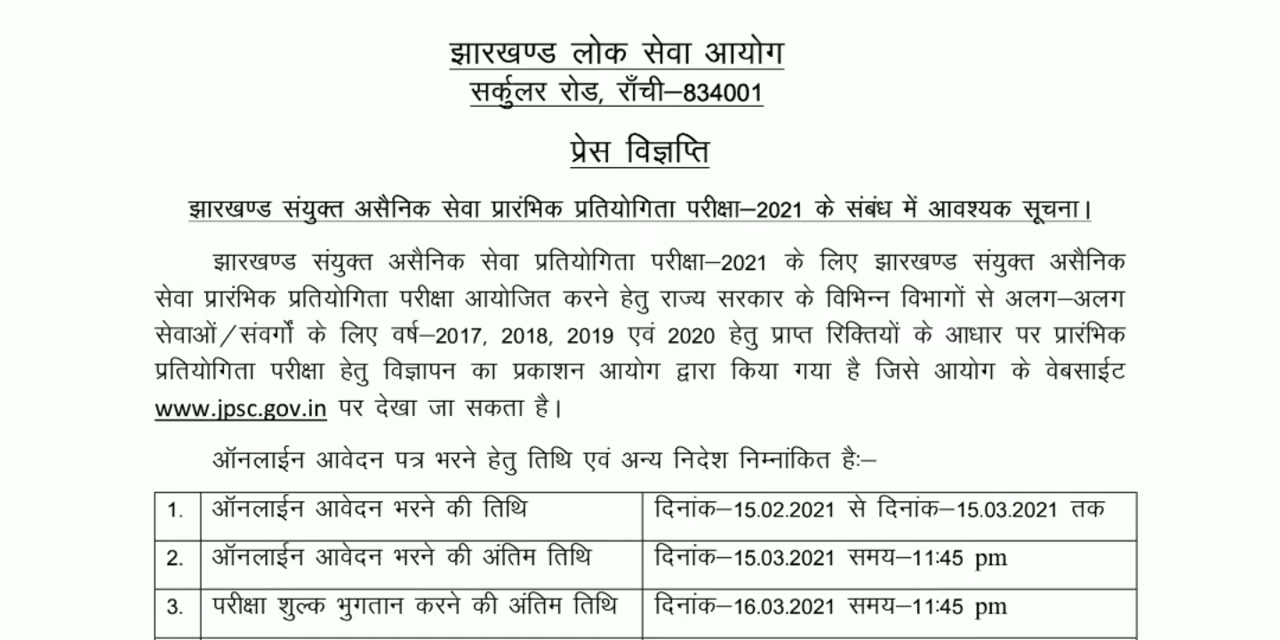 झारखण्ड लोक सेवा आयोग
सर्कुलर रोड, राँची–834001
प्रेस विज्ञप्ति
झारखण्ड संयुक्त असैनिक सेवा प्रारंभिक प्रतियोगिता परीक्षा–2021 के संबंध में आवश्यक सूचना।
झारखण्ड संयुक्त असैनिक सेवा प्रतियोगिता परीक्षा–2021 के लिए झारखण्ड संयुक्त असैनिक
सेवा प्रारंभिक प्रतियोगिता परीक्षा आयोजित करने हेतु राज्य सरकार के विभिन्न विभागों से अलग–अलग
सेवाओं/संवर्गों के लिए वर्ष–2017, 2018, 2019 एवं 2020 हेतु प्राप्त रिक्तियों के आधार पर प्रारंभिक
प्रतियोगिता परीक्षा हेतु विज्ञापन का प्रकाशन आयोग द्वारा किया गया है जिसे आयोग के वेबसाईट
www.jpsc.gov.in पर देखा जा सकता है।
ऑनलाईन आवेदन पत्र भरने हेतु तिथि एवं अन्य निदेश निम्नांकित है:–
1. ऑनलाईन आवेदन भरने की तिथि दिनांक–15.02.2021 से दिनांक–15.03.2021 तक
2. ऑनलाईन आवेदन भरने की अंतिम तिथि दिनांक–15.03.2021 समय–11:45 pm
3. परीक्षा शुल्क भुगतान करने की अंतिम तिथि दिनांक–16.03.2021 समय–11:45 pm